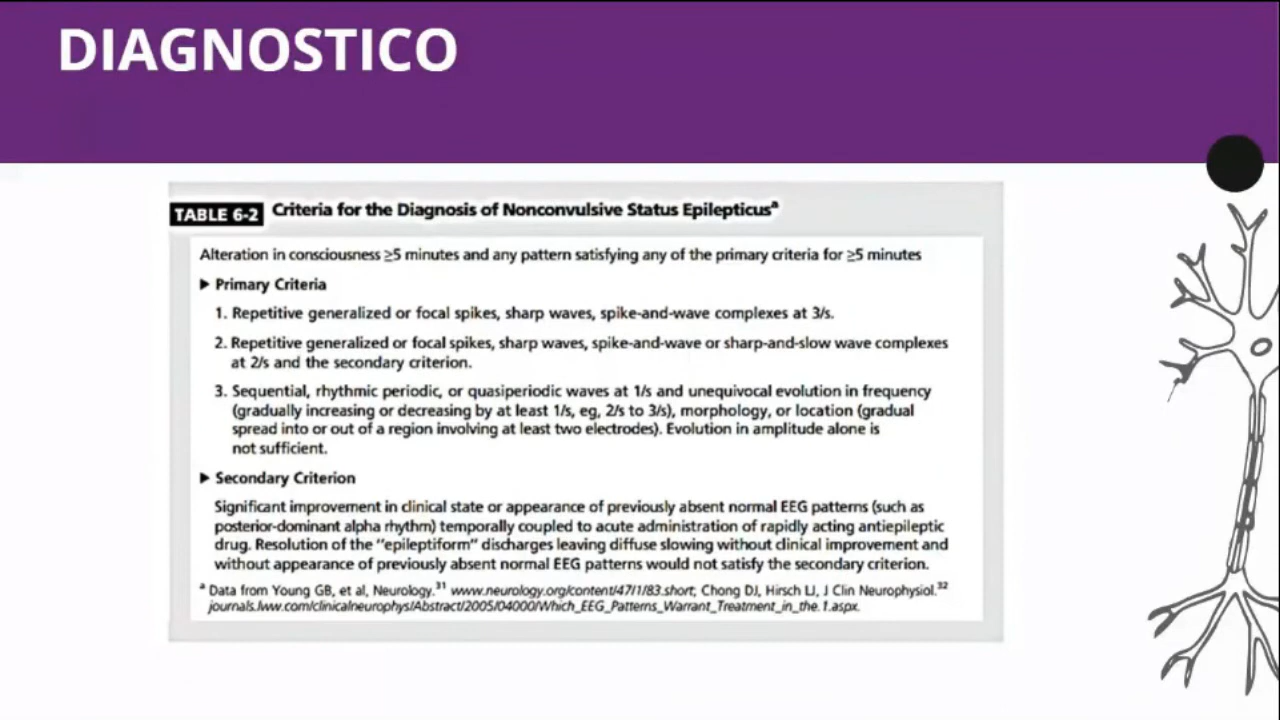 DIAGNOSTICO
TABLE 6-2 Criteria for the Diagnosis of Nonconvulsive Status Epilepticusª
Alteration in consciousness ≥5 minutes and any pattern satisfying any of the primary criteria for ≥5 minutes
▶ Primary Criteria
1. Repetitive generalized or focal spikes, sharp waves, spike-and-wave complexes at 3/s.
2. Repetitive generalized or focal spikes, sharp waves, spike-and-wave or sharp-and-slow wave complexes
at 2/s and the secondary criterion.
3. Sequential, rhythmic periodic, or quasiperiodic waves at 1/s and unequivocal evolution in frequency
(gradually increasing or decreasing by at least 1/s, eg, 2/s to 3/s), morphology, or location (gradual
spread into or out of a region involving at least two electrodes). Evolution in amplitude alone is
not sufficient.
▶ Secondary Criterion
Significant improvement in clinical state or appearance of previously absent normal EEG patterns (such as
posterior-dominant alpha rhythm) temporally coupled to acute administration of rapidly acting antiepileptic
drug. Resolution of the "epileptiform" discharges leaving diffuse slowing without clinical improvement and
without appearance of previously absent normal EEG patterns would not satisfy the secondary criterion.
ª Data from Young GB, et al, Neurology.³¹ www.neurology.org/content/47/1/83.short; Chong DJ, Hirsch LJ, J Clin Neurophysiol.³²
journals.lww.com/clinicalneurophys/Abstract/2005/04000/Which_EEG_Patterns_Warrant_Treatment_in_the.1.aspx.